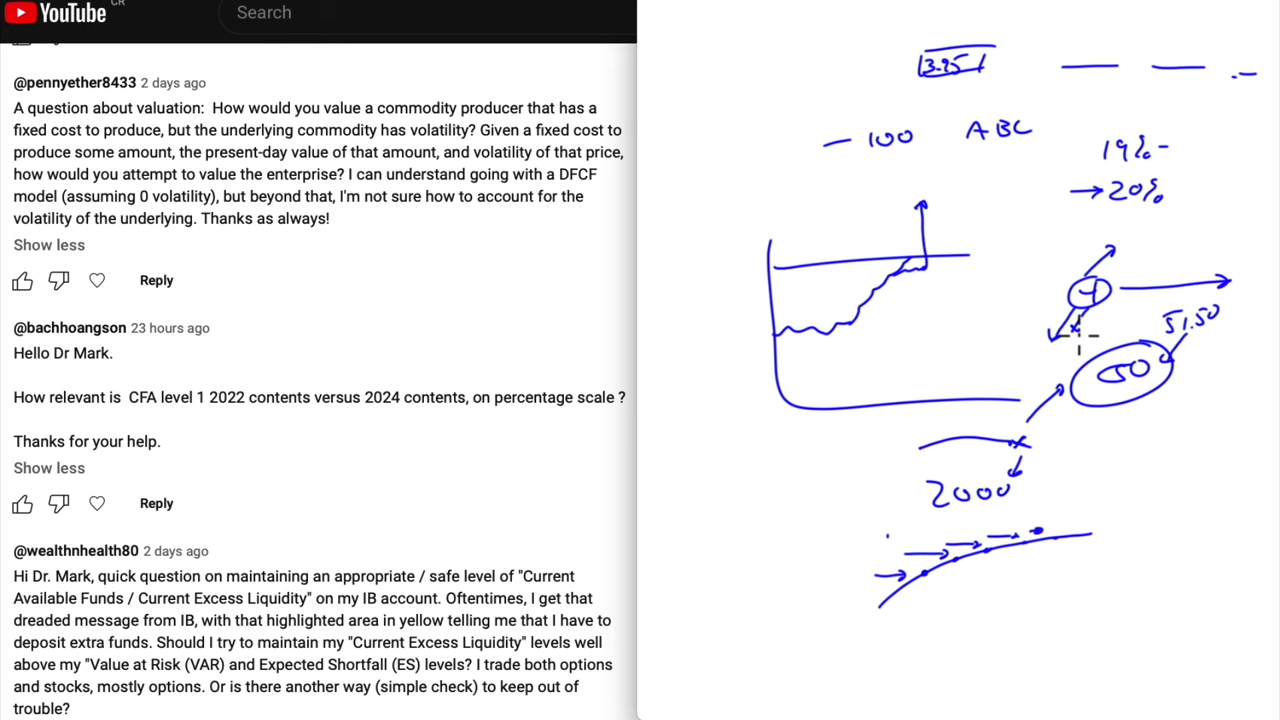 YouTube CR
Search
@pennyether8433 2 days ago
A question about valuation: How would you value a commodity producer that has a
fixed cost to produce, but the underlying commodity has volatility? Given a fixed cost to
produce some amount, the present-day value of that amount, and volatility of that price,
how would you attempt to value the enterprise? I can understand going with a DFCF
model (assuming 0 volatility), but beyond that, I'm not sure how to account for the
volatility of the underlying. Thanks as always!
Show less
Reply
@bachhoangson 23 hours ago
Hello Dr Mark.
How relevant is CFA level 1 2022 contents versus 2024 contents, on percentage scale ?
Thanks for your help.
Show less
Reply
@wealthnhealth80 2 days ago
Hi Dr. Mark, quick question on maintaining an appropriate / safe level of "Current
Available Funds / Current Excess Liquidity" on my IB account. Oftentimes, I get that
dreaded message from IB, with that highlighted area in yellow telling me that I have to
deposit extra funds. Should I try to maintain my "Current Excess Liquidity" levels well
above my "Value at Risk (VAR) and Expected Shortfall (ES) levels? I trade both options
and stocks, mostly options. Or is there another way (simple check) to keep out of
trouble?
3.25
— 100 ABC
19% -
→ 20%
51.50
50
2000